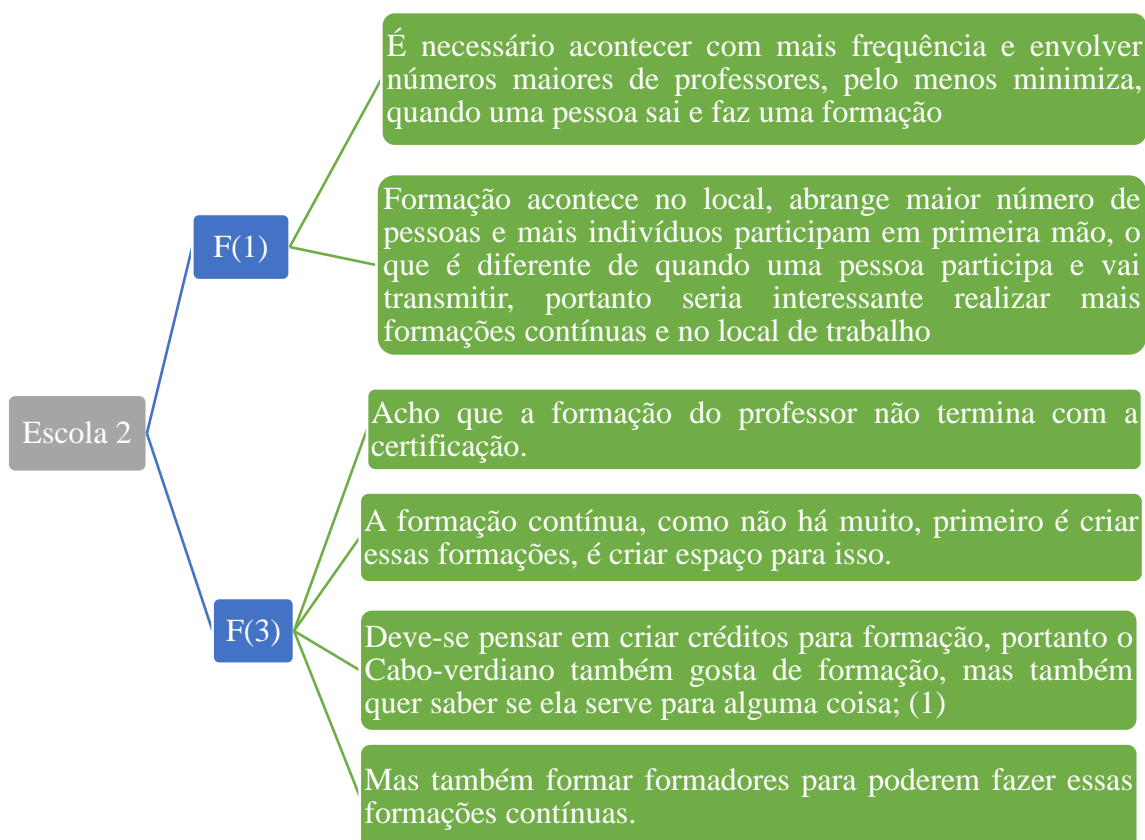 É necessário acontecer com mais frequência e envolver
números maiores de professores, pelo menos minimiza,
quando uma pessoa sai e faz uma formação
F(1)
Formação acontece no local, abrange maior número de
pessoas e mais indivíduos participam em primeira mão, o
que é diferente de quando uma pessoa participa e vai
transmitir, portanto seria interessante realizar mais
formações contínuas e no local de trabalho
Escola 2
Acho que a formação do professor não termina com a
certificação.
A formação contínua, como não há muito, primeiro é criar
essas formações, é criar espaço para isso.
F(3)
Deve-se pensar em criar créditos para formação, portanto o
Cabo-verdiano também gosta de formação, mas também
quer saber se ela serve para alguma coisa; (1)
Mas também formar formadores para poderem fazer essas
formações contínuas.